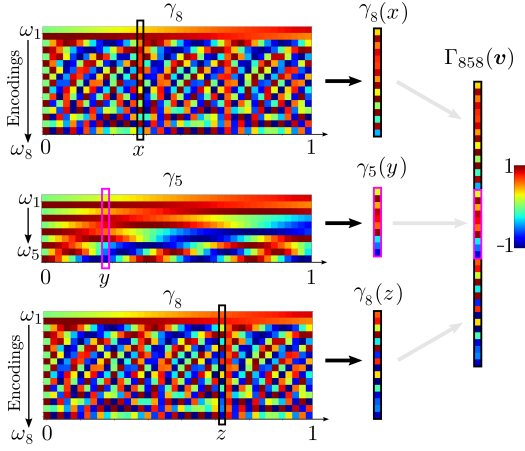 γ₈
γ₈(x)
ω₁
Encodings
ω₈
0
x
1
Γ₈₅₈(v)
γ₅
γ₅(y)
ω₁
ω₅
0
y
1
1
-1
γ₈
γ₈(z)
ω₁
Encodings
ω₈
0
z
1